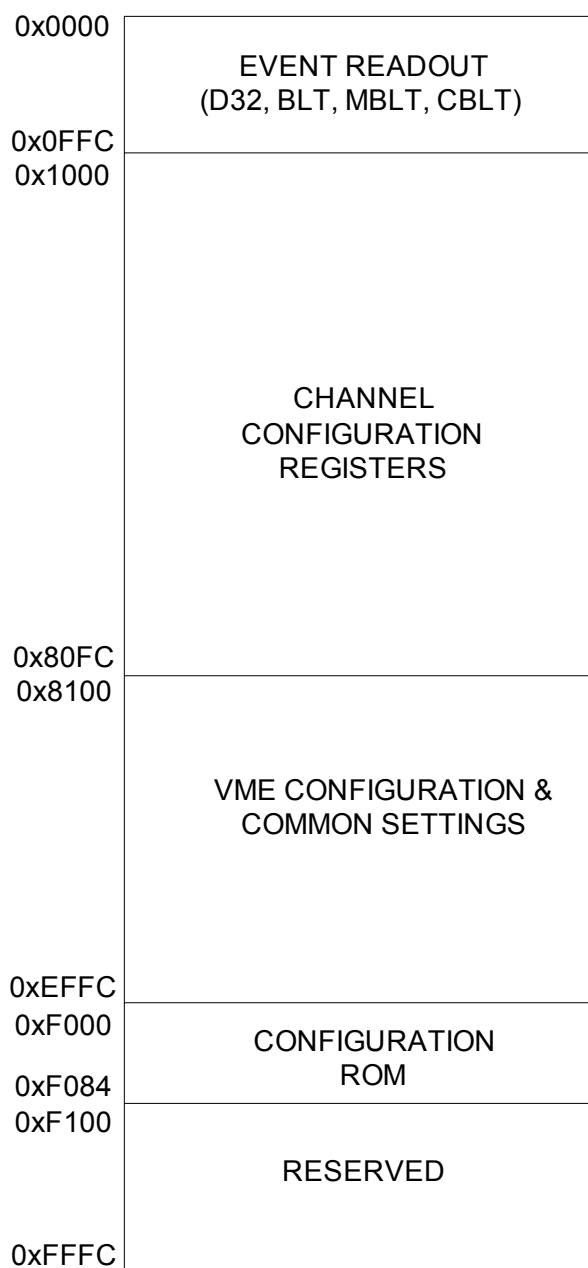 0x0000
EVENT READOUT
(D32, BLT, MBLT, CBLT)
0x0FFC
0x1000
CHANNEL
CONFIGURATION
REGISTERS
0x80FC
0x8100
VME CONFIGURATION &
COMMON SETTINGS
0xEFFC
0xF000
CONFIGURATION
ROM
0xF084
0xF100
RESERVED
0xFFFC